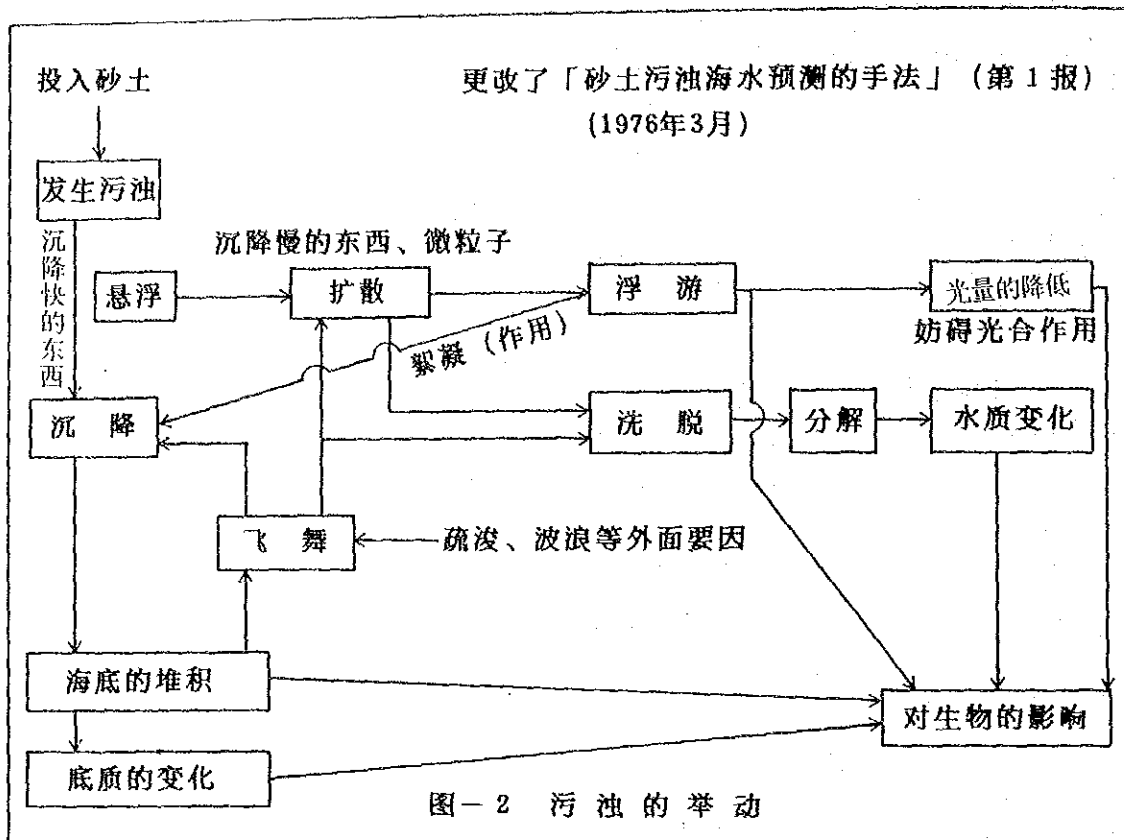 投入砂土
更改了「砂土污浊海水预测的手法」(第1报)
(1976年3月)
发生污浊
沉降快的东西
沉降慢的东西、微粒子
悬浮
扩散
浮 游
光量的降低
妨碍光合作用
絮凝(作用)
沉 降
洗 脱
分解
水质变化
飞 舞
疏浚、波浪等外面要因
海底的堆积
对生物的影响
底质的变化
图-2 污浊的举动